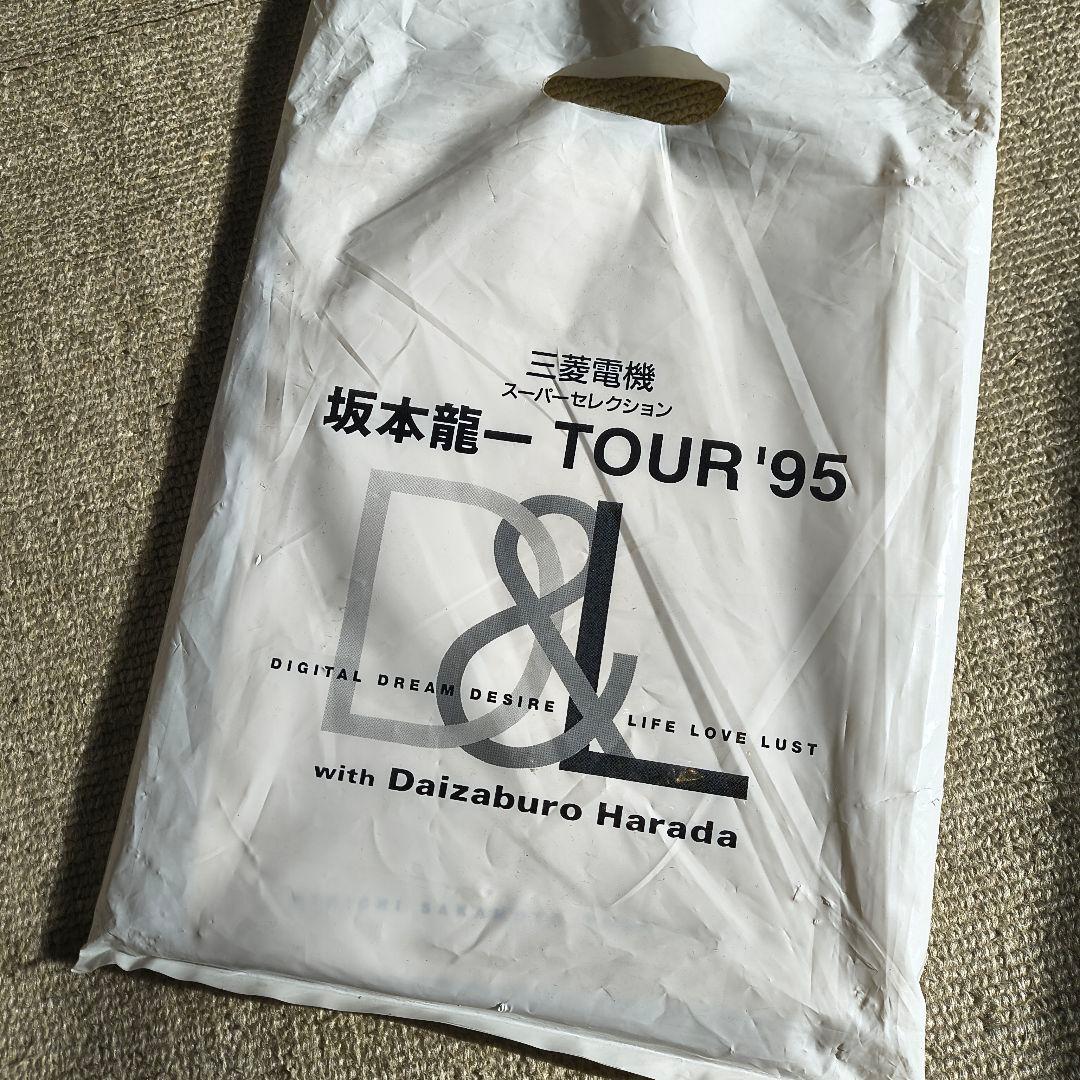 三菱電機
スーパーセレクション
坂本龍一 TOUR '95
D&L
DIGITAL DREAM DESIRE & LIFE LOVE LUST
with Daizaburo Harada